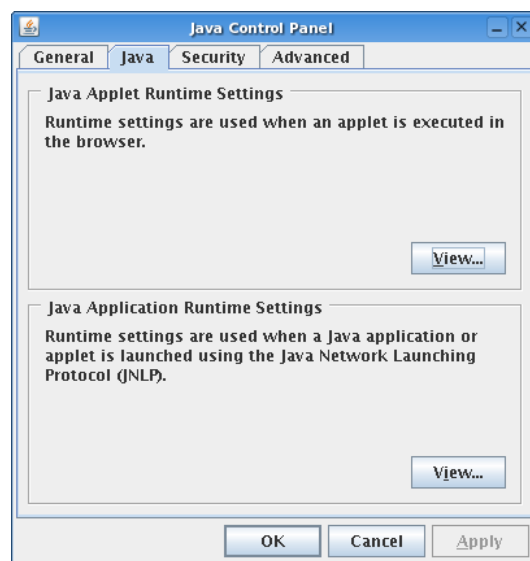 Java Control Panel
General
Java
Security
Advanced
Java Applet Runtime Settings
Runtime settings are used when an applet is executed in
the browser.
View...
Java Application Runtime Settings
Runtime settings are used when a Java application or
applet is launched using the Java Network Launching
Protocol (JNLP).
View...
OK
Cancel
Apply